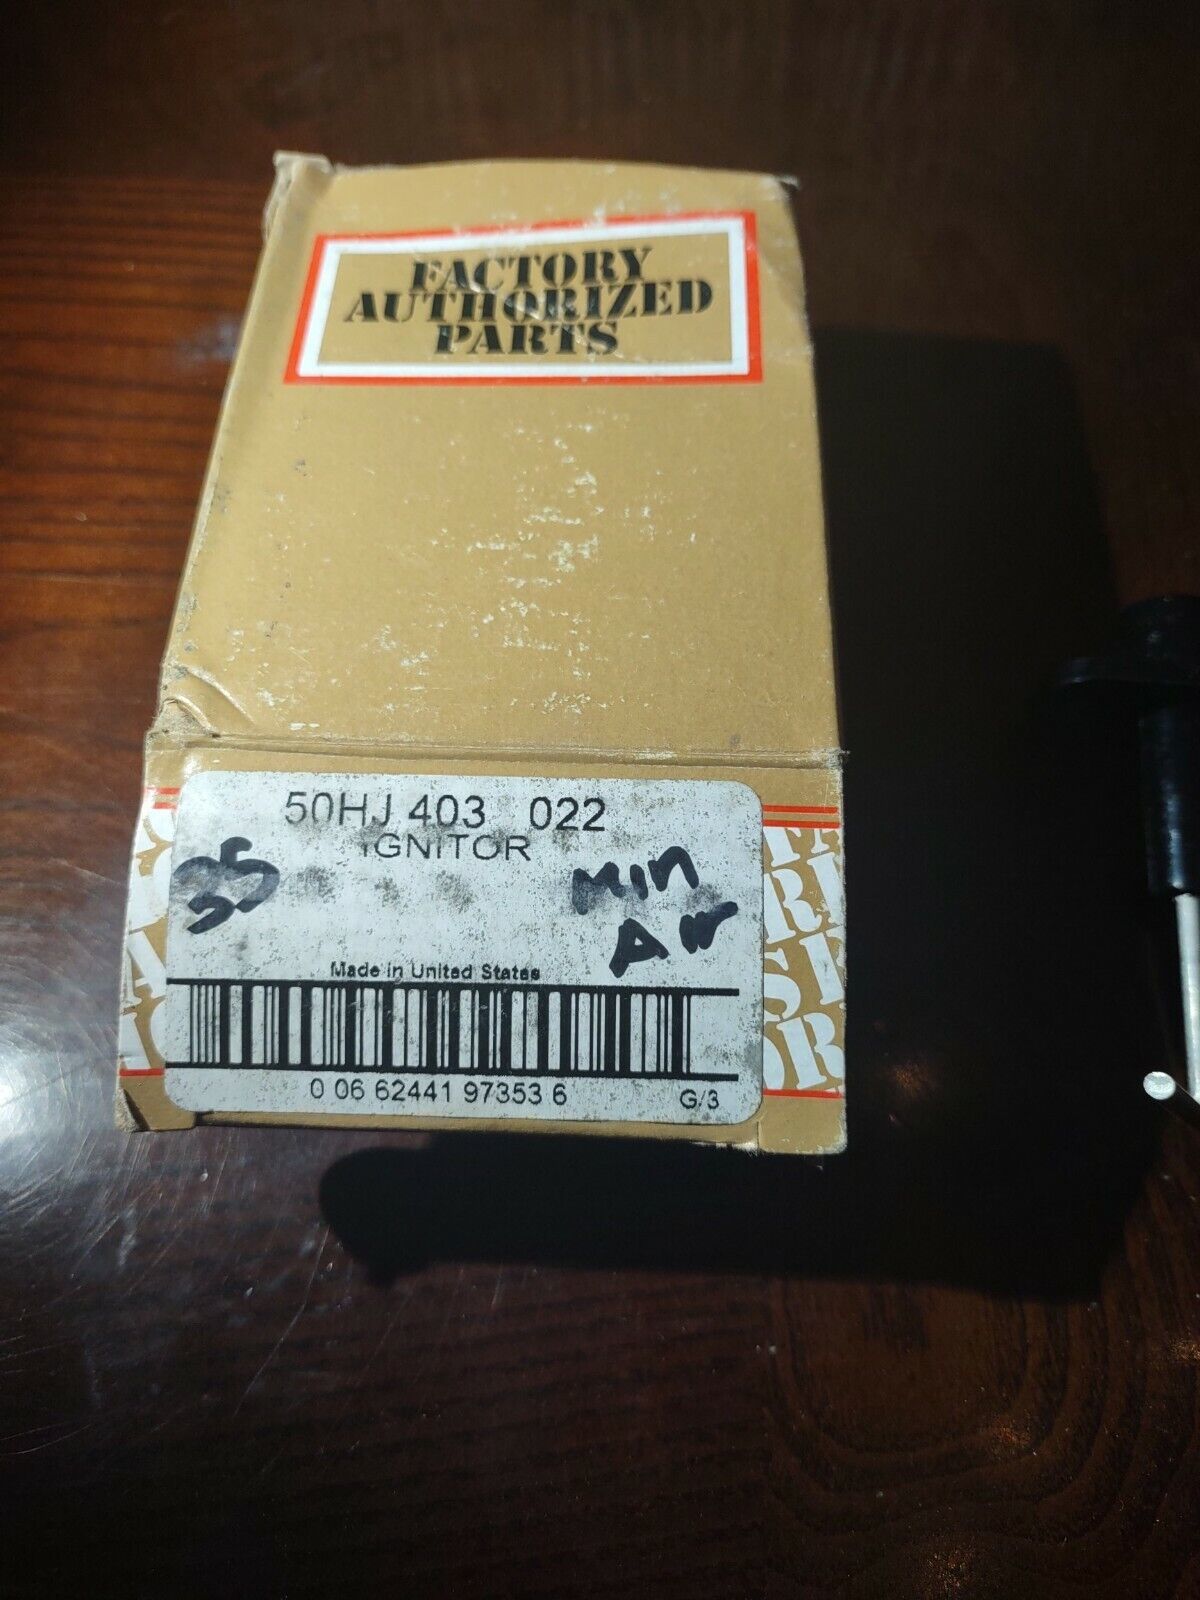 FACTORY
AUTHORIZED
PARTS
50HJ 403 022
IGNITOR
35
Min
Air
Made in United States
0 06 62441 97353 6
G/3